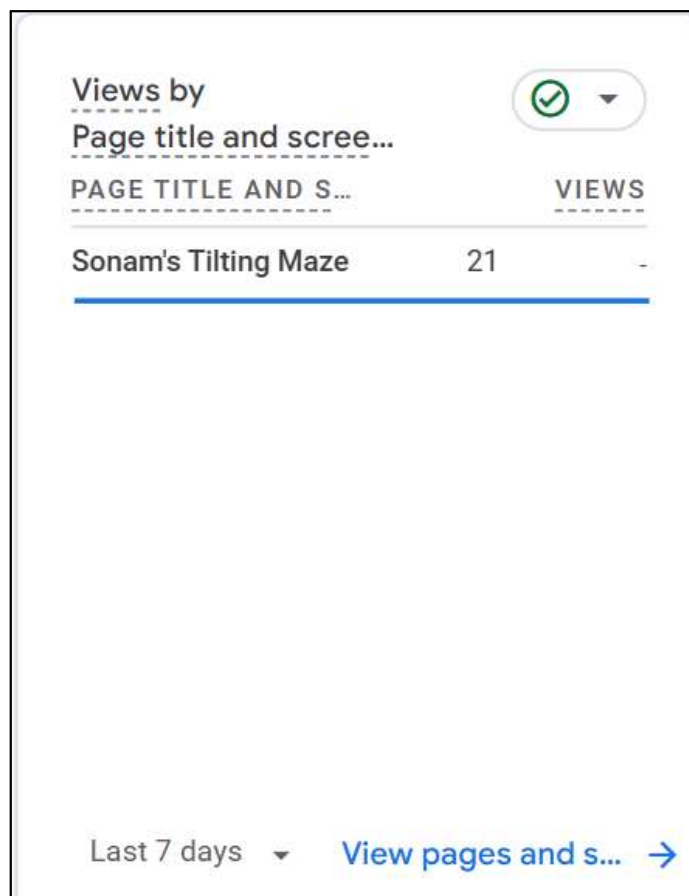 Views by
Page title and scree...
PAGE TITLE AND S... VIEWS
Sonam's Tilting Maze 21 -
Last 7 days View pages and s...